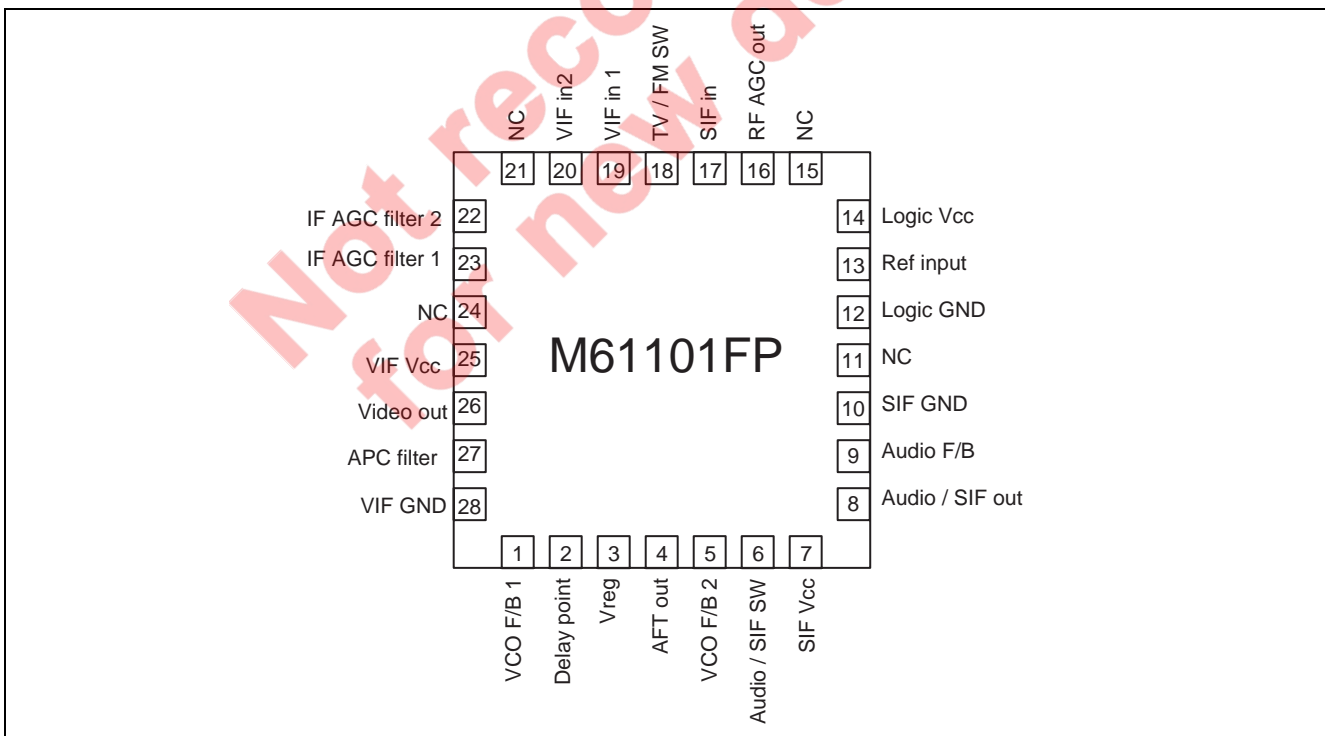 NC
VIF in2
VIF in 1
TV / FM SW
SIF in
RF AGC out
NC
21
20
19
18
17
16
15
IF AGC filter 2
22
IF AGC filter 1
23
NC
24
VIF Vcc
25
Video out
26
APC filter
27
VIF GND
28
14
Logic Vcc
13
Ref input
12
Logic GND
11
NC
10
SIF GND
9
Audio F/B
8
Audio / SIF out
M61101FP
1
2
3
4
5
6
7
VCO F/B 1
Delay point
Vreg
AFT out
VCO F/B 2
Audio / SIF SW
SIF Vcc
Not
for new